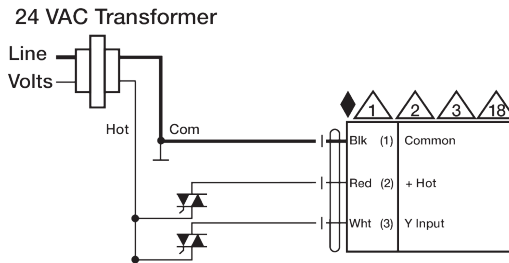 24 VAC Transformer
Line
Volts
Hot
Com
1 2 3 18
Blk (1) Common
Red (2) + Hot
Wht (3) Y Input